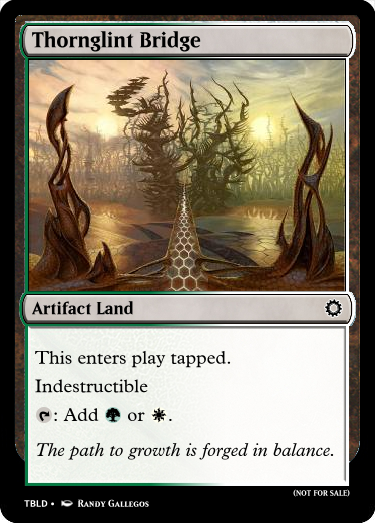 Thornglint Bridge
Artifact Land
This enters play tapped.
Indestructible
: Add or .
The path to growth is forged in balance.
(NOT FOR SALE)
TBLD • RANDY GALLEGOS